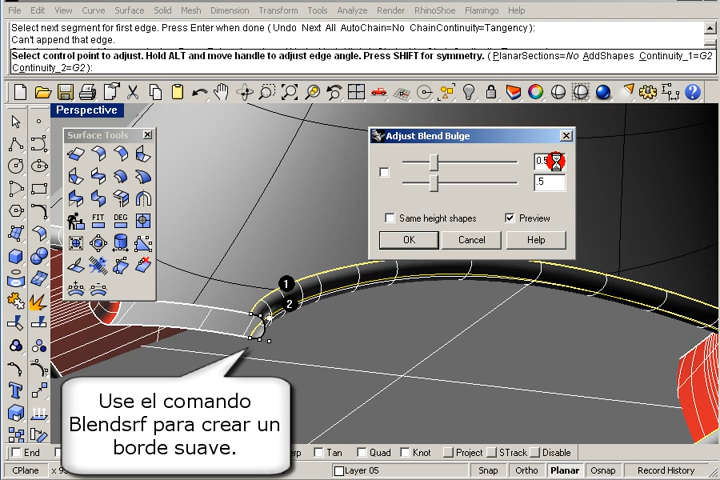 File Edit View Curve Surface Solid Mesh Dimension Transform Tools Analyze Render RhinoShoe Flamingo Help
Select next segment for first edge. Press Enter when done ( Undo Next All AutoChain=No ChainContinuity=Tangency ):
Can't append that edge.
Select control point to adjust. Hold ALT and move handle to adjust edge angle. Press SHIFT for symmetry. ( PlanarSections=No AddShapes Continuity_1=G2
Continuity_2=G2):
Perspective
Surface Tools
FIT DEG
Adjust Blend Bulge
0.5
.5
Same height shapes Preview
OK Cancel Help
1
2
Use el comando
Blendsrf para crear un
borde suave.
End Tan Quad Knot Project STrack Disable
CPlane Layer 05 Snap Ortho Planar Osnap Record History